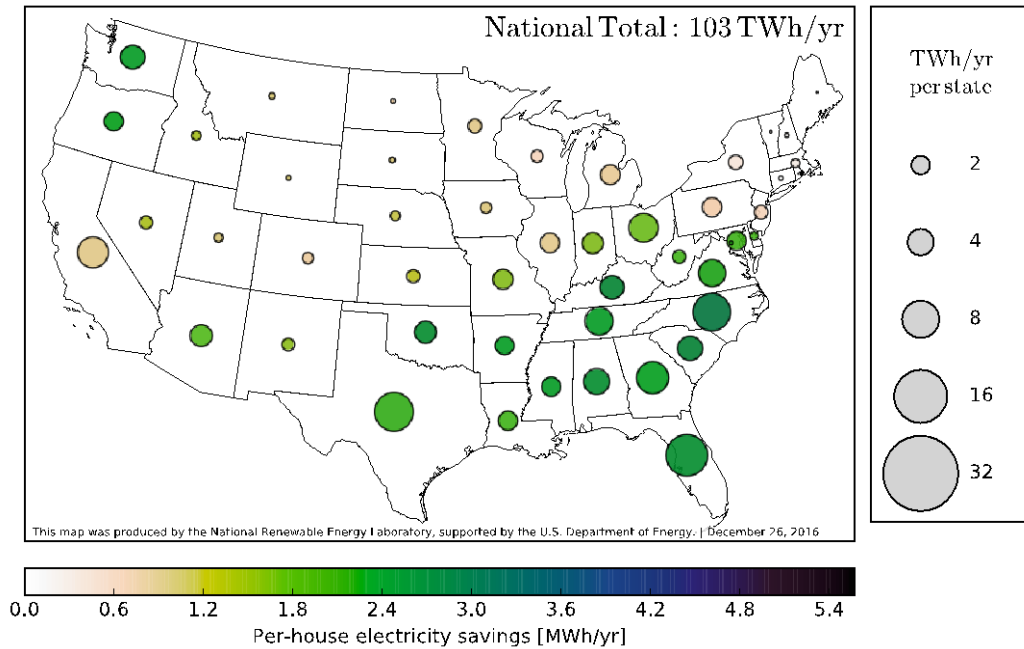 National Total: 103 TWh/yr
TWh/yr
per state
2
4
8
16
32
This map was produced by the National Renewable Energy Laboratory, supported by the U.S. Department of Energy. | December 26, 2016
0.0 0.6 1.2 1.8 2.4 3.0 3.6 4.2 4.8 5.4
Per-house electricity savings [MWh/yr]